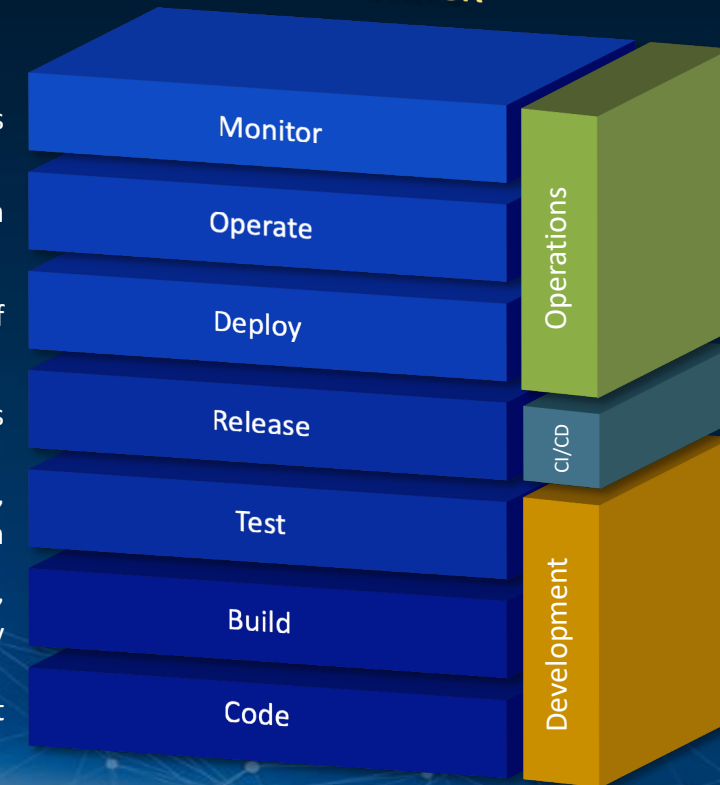 Monitor
Operate
Deploy
Release
Test
Build
Code
Operations
CI/CD
Development